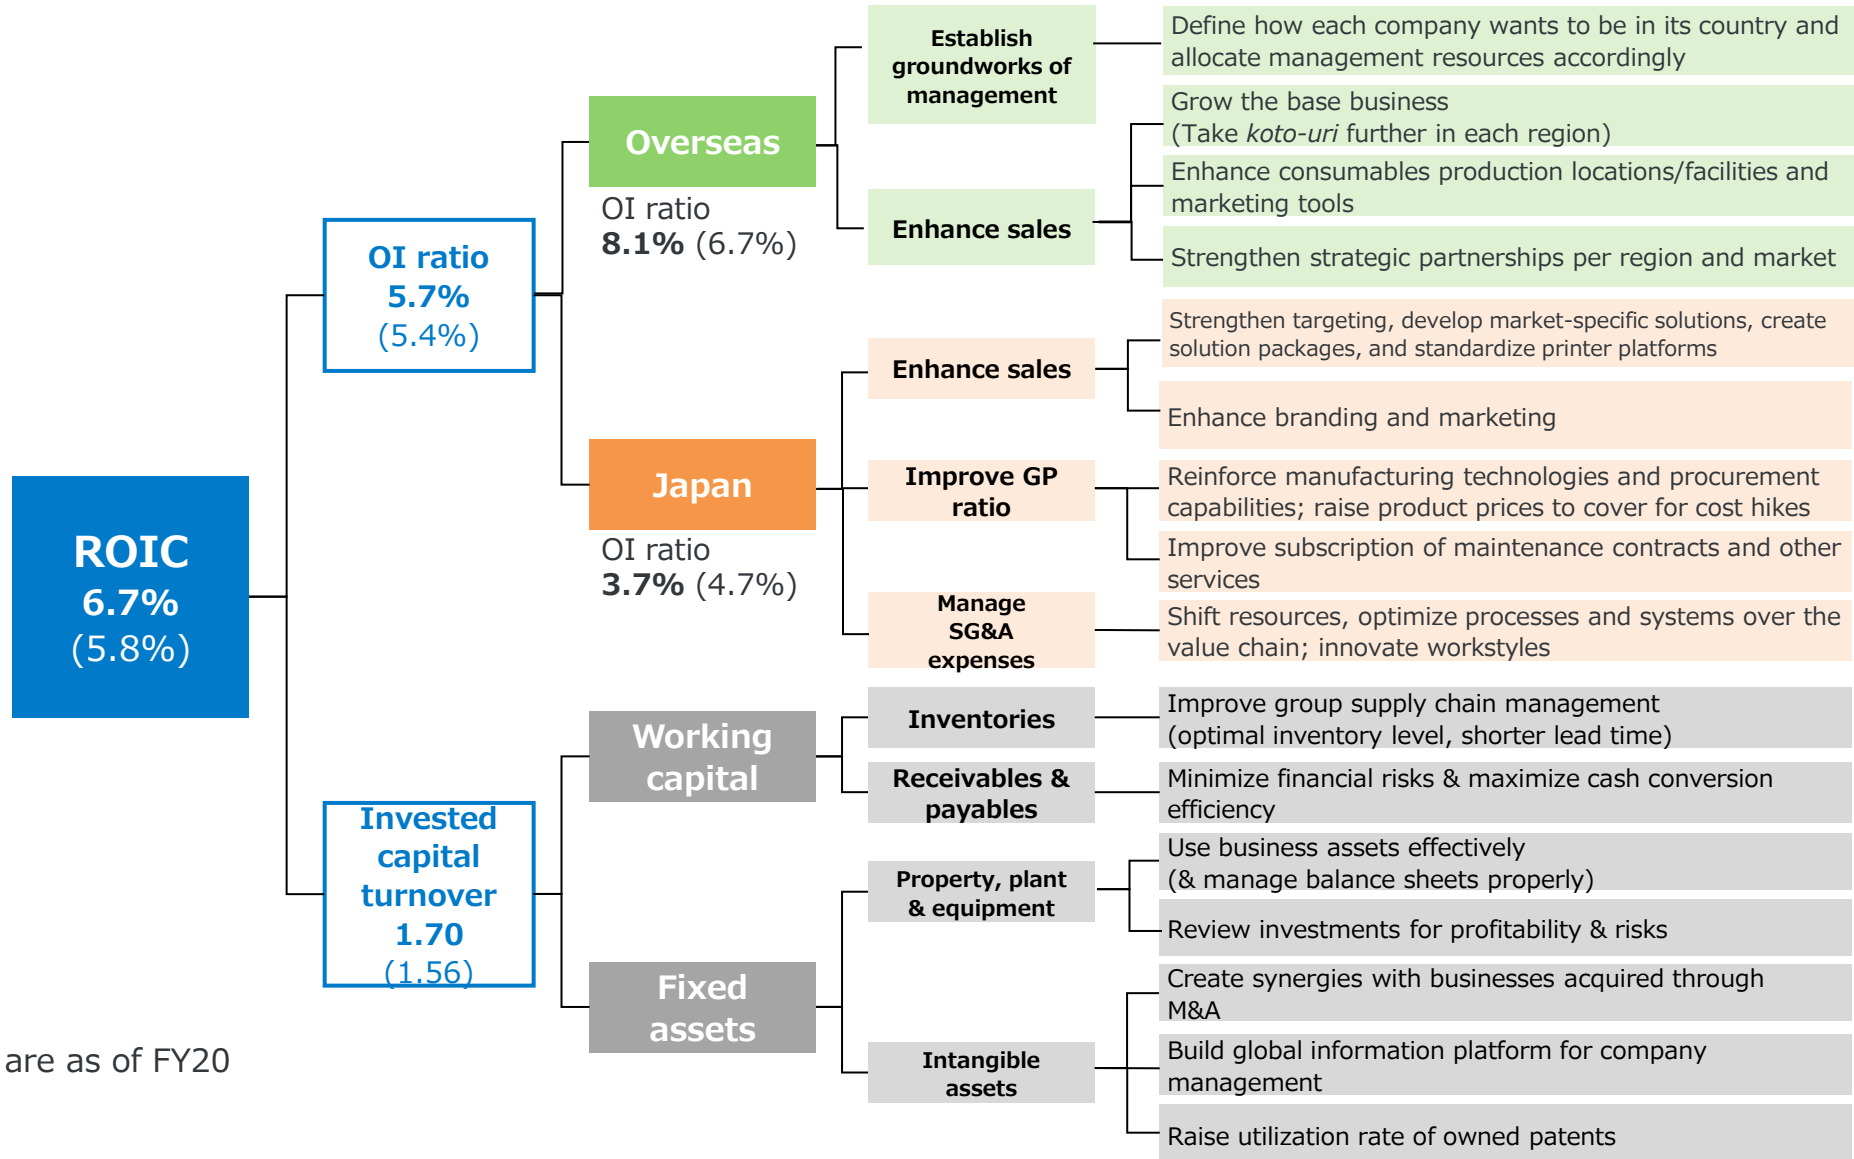 ROIC
6.7%
(5.8%)
OI ratio
5.7%
(5.4%)
Invested
capital
turnover
1.70
(1.56)
Overseas
OI ratio
8.1% (6.7%)
Japan
OI ratio
3.7% (4.7%)
Working
capital
Fixed
assets
Establish
groundworks of
management
Enhance sales
Enhance sales
Improve GP
ratio
Manage
SG&A
expenses
Inventories
Receivables &
payables
Property, plant
& equipment
Intangible
assets
Define how each company wants to be in its country and
allocate management resources accordingly
Grow the base business
(Take koto-uri further in each region)
Enhance consumables production locations/facilities and
marketing tools
Strengthen strategic partnerships per region and market
Strengthen targeting, develop market-specific solutions, create
solution packages, and standardize printer platforms
Enhance branding and marketing
Reinforce manufacturing technologies and procurement
capabilities; raise product prices to cover for cost hikes
Improve subscription of maintenance contracts and other
services
Shift resources, optimize processes and systems over the
value chain; innovate workstyles
Improve group supply chain management
(optimal inventory level, shorter lead time)
Minimize financial risks & maximize cash conversion
efficiency
Use business assets effectively
(& manage balance sheets properly)
Review investments for profitability & risks
Create synergies with businesses acquired through
M&A
Build global information platform for company
management
Raise utilization rate of owned patents
are as of FY20